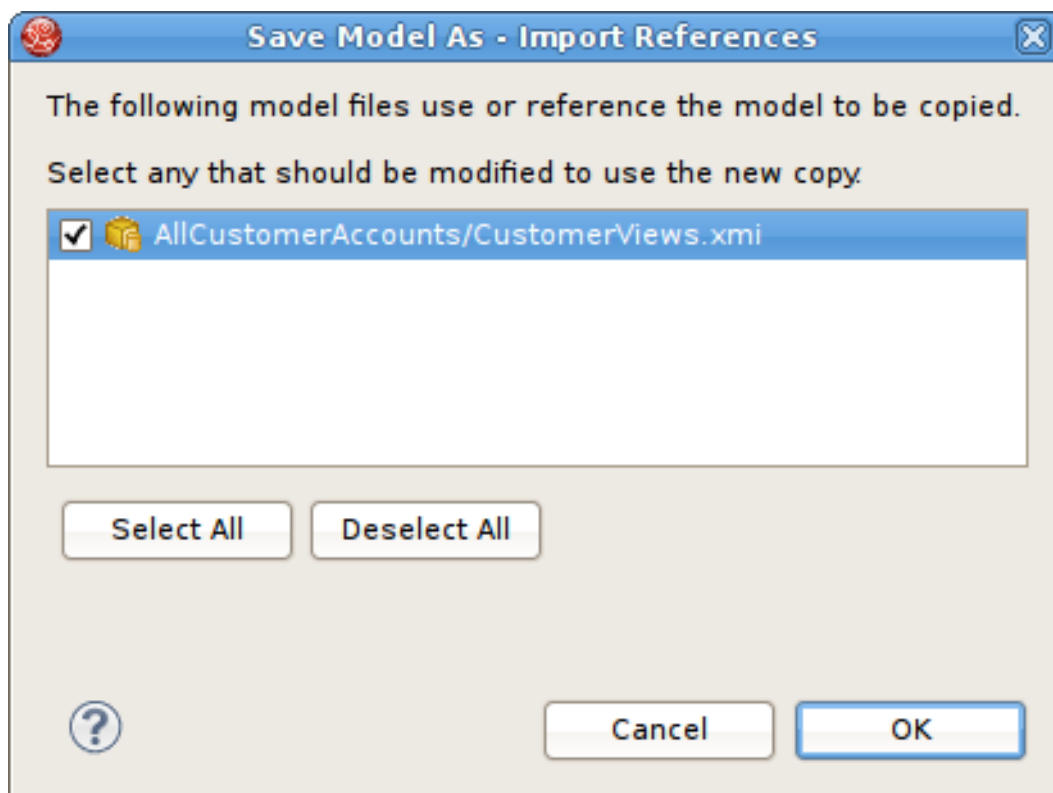 Save Model As - Import References
The following model files use or reference the model to be copied.
Select any that should be modified to use the new copy.
AllCustomerAccounts/CustomerViews.xmi
Select All
Deselect All
?
Cancel
OK